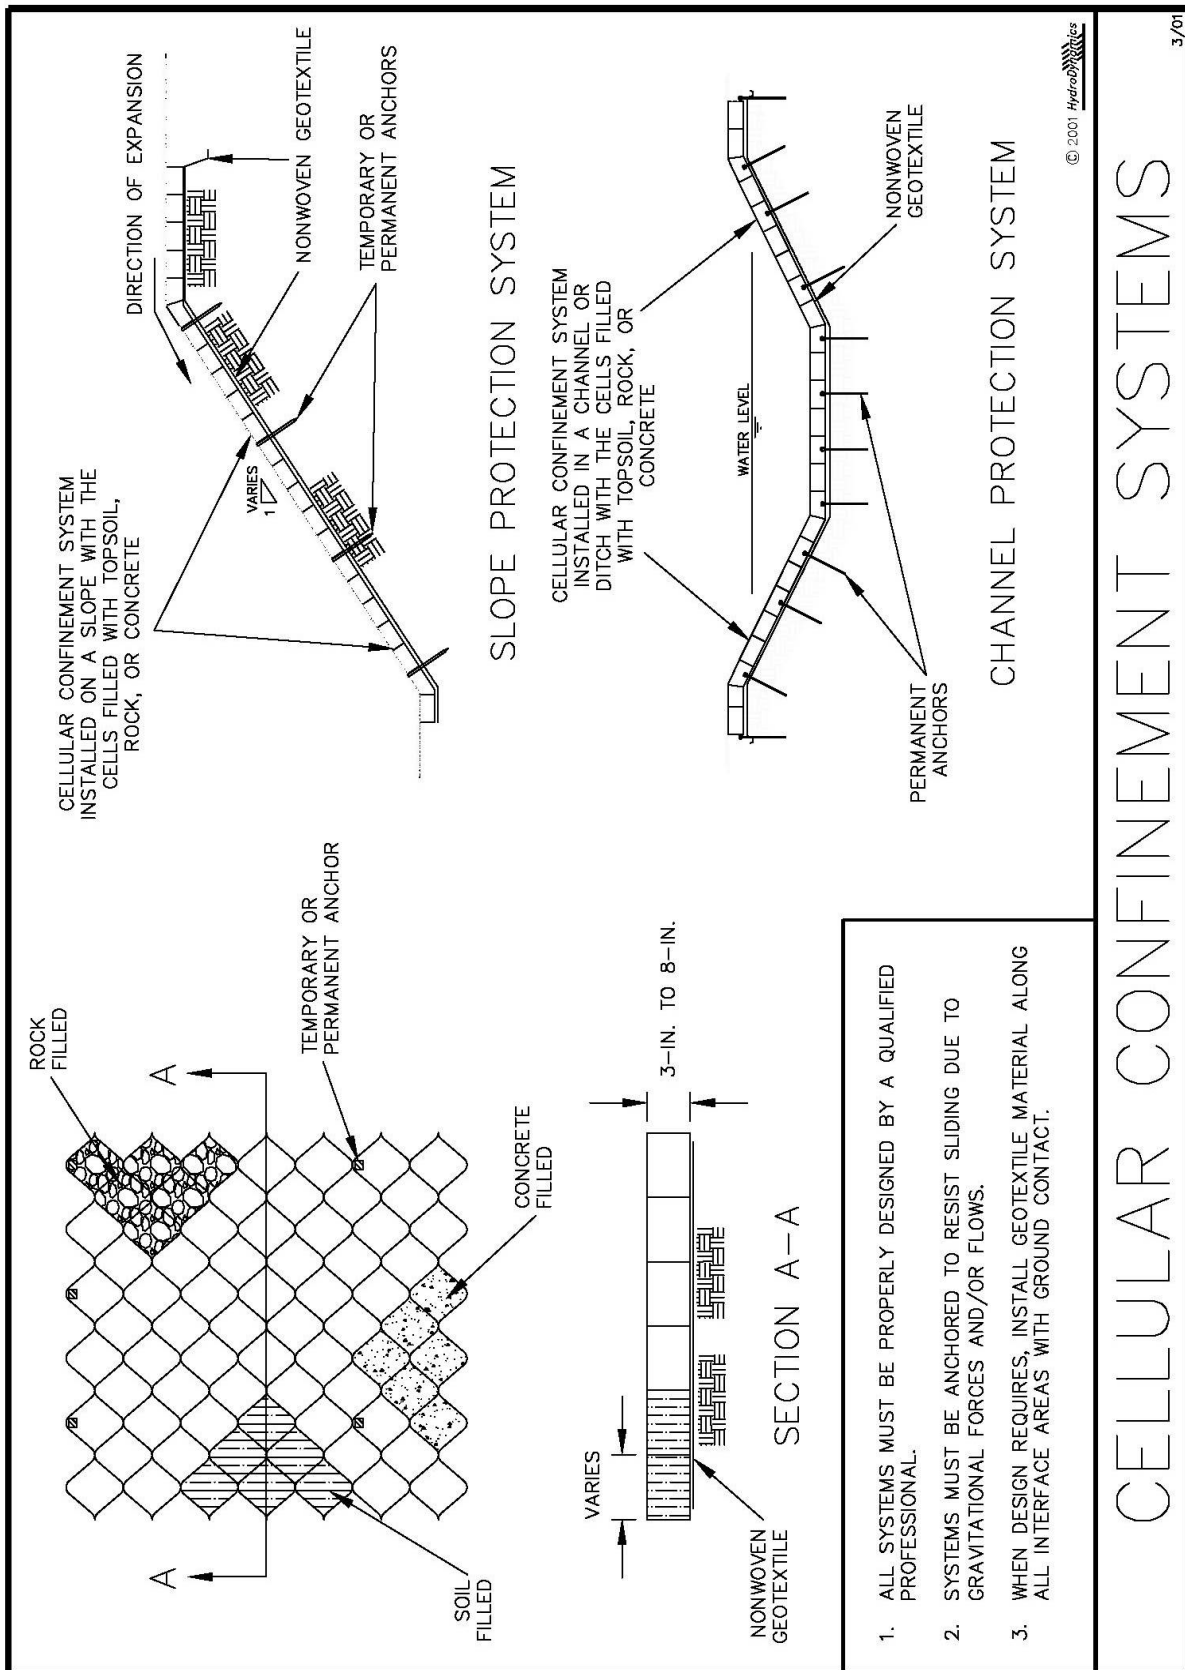 ROCK
FILLED
A
A
TEMPORARY OR
PERMANENT ANCHOR
CONCRETE
FILLED
SOIL
FILLED
VARIES
3-IN. TO 8-IN.
NONWOVEN
GEOTEXTILE
SECTION A-A
CELLULAR CONFINEMENT SYSTEM
INSTALLED ON A SLOPE WITH THE
CELLS FILLED WITH TOPSOIL,
ROCK, OR CONCRETE
DIRECTION OF EXPANSION
VARIES
1
NONWOVEN GEOTEXTILE
TEMPORARY OR
PERMANENT ANCHORS
SLOPE PROTECTION SYSTEM
CELLULAR CONFINEMENT SYSTEM
INSTALLED IN A CHANNEL OR
DITCH WITH THE CELLS FILLED
WITH TOPSOIL, ROCK, OR
CONCRETE
WATER LEVEL
PERMANENT
ANCHORS
NONWOVEN
GEOTEXTILE
CHANNEL PROTECTION SYSTEM
1. ALL SYSTEMS MUST BE PROPERLY DESIGNED BY A QUALIFIED
PROFESSIONAL.
2. SYSTEMS MUST BE ANCHORED TO RESIST SLIDING DUE TO
GRAVITATIONAL FORCES AND/OR FLOWS.
3. WHEN DESIGN REQUIRES, INSTALL GEOTEXTILE MATERIAL ALONG
ALL INTERFACE AREAS WITH GROUND CONTACT.
© 2001 HydroDynamics
CELLULAR CONFINEMENT SYSTEMS
3/01